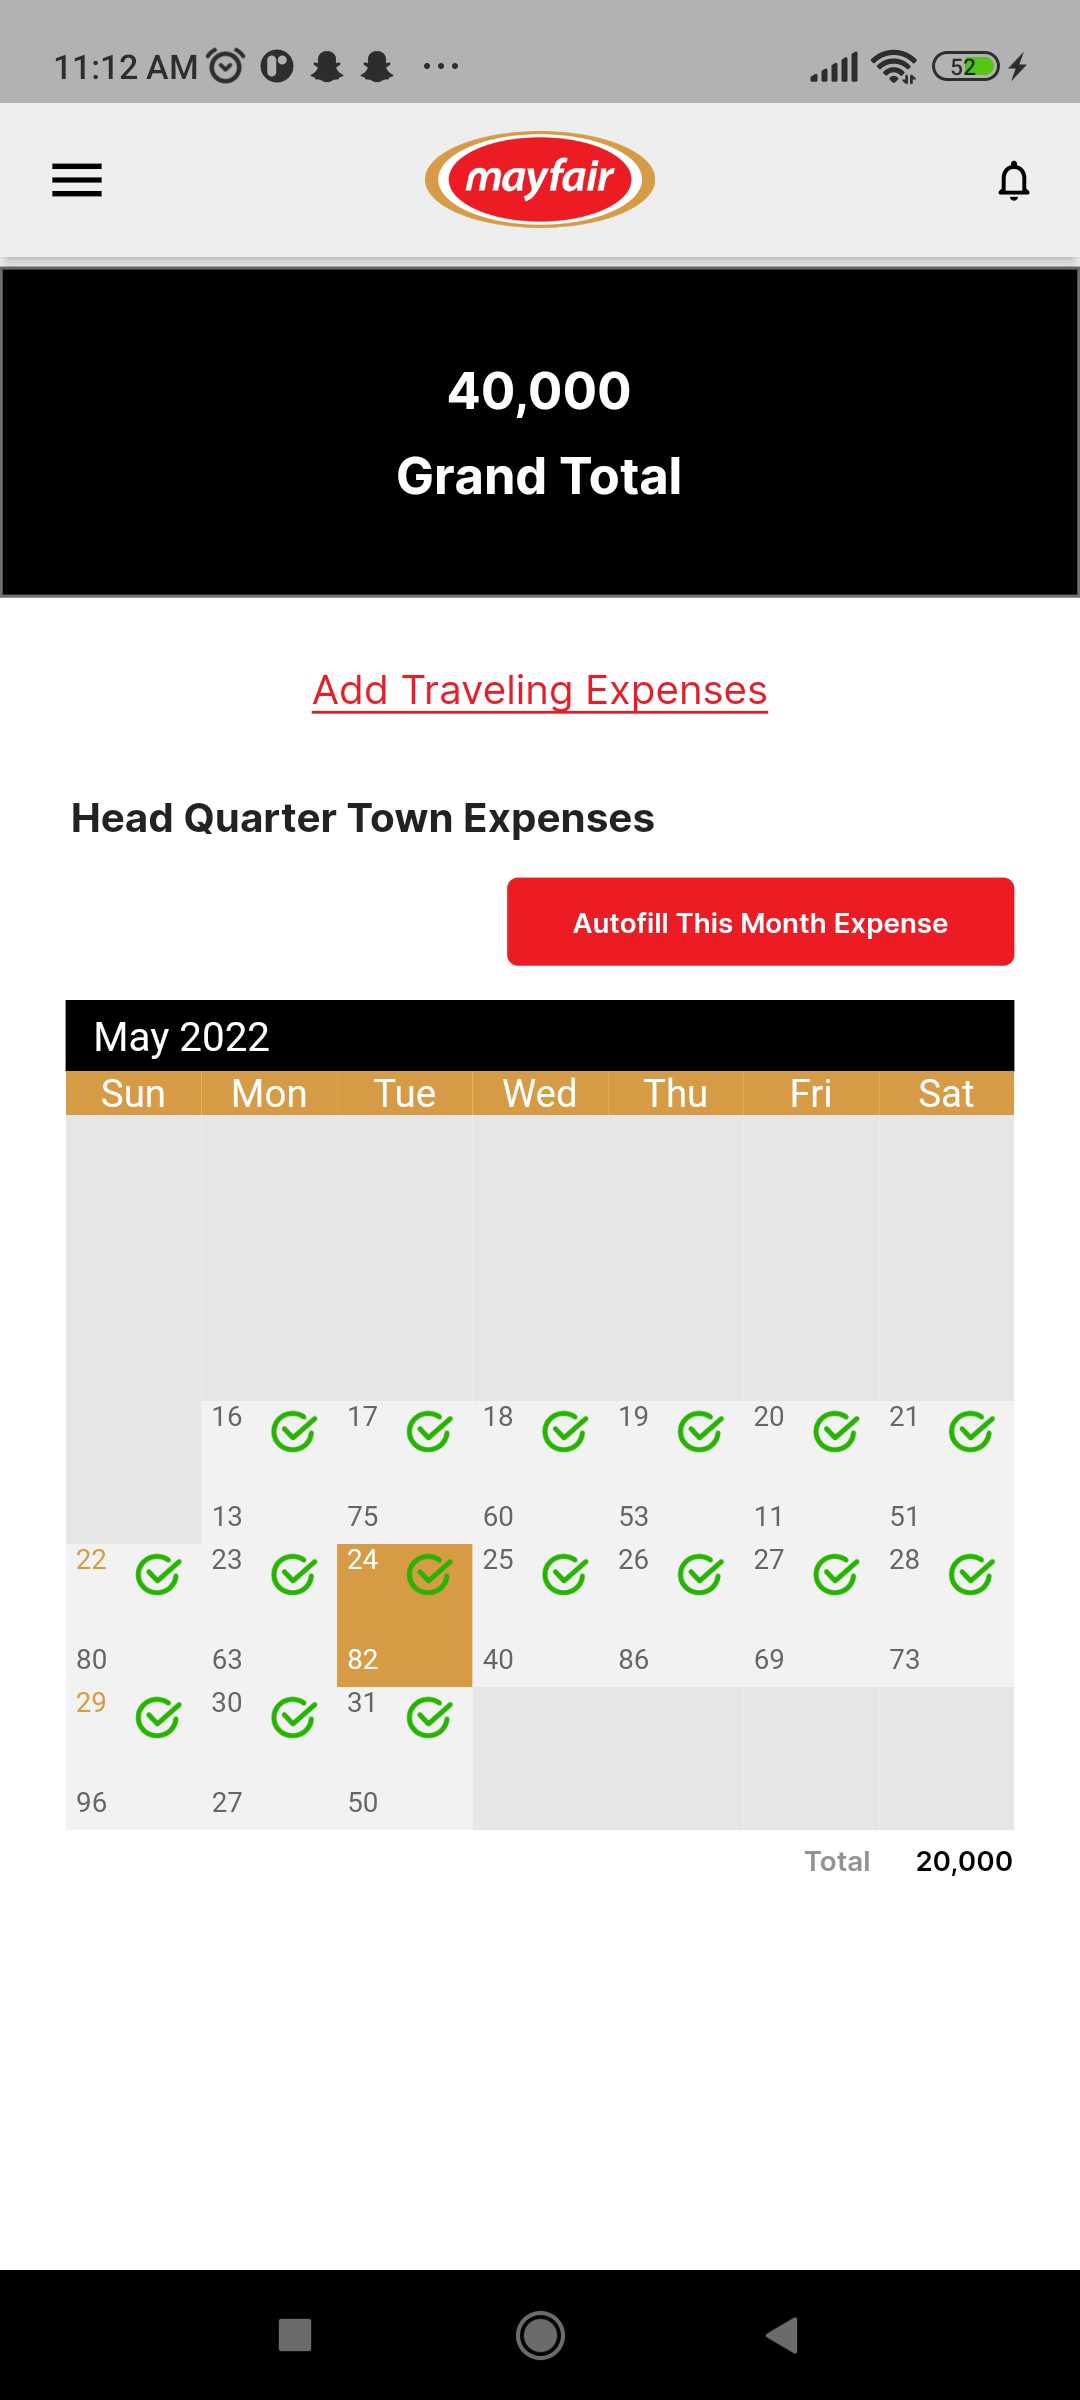 11:12 AM ... 52
mayfair
40,000
Grand Total
Add Traveling Expenses
Head Quarter Town Expenses
Autofill This Month Expense
May 2022
Sun Mon Tue Wed Thu Fri Sat
16 17 18 19 20 21
13 75 60 53 11 51
22 23 24 25 26 27 28
80 63 82 40 86 69 73
29 30 31
96 27 50
Total 20,000